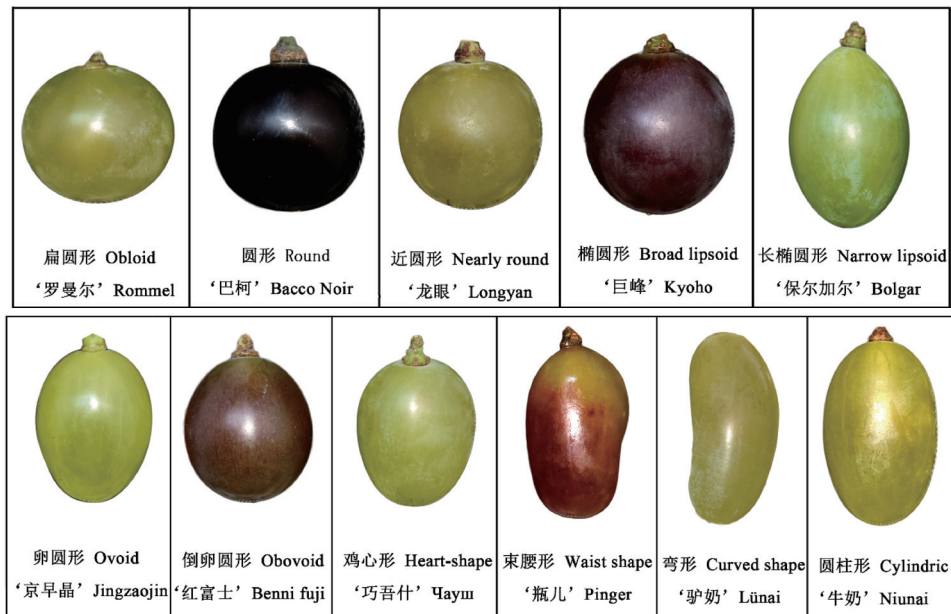 扁圆形 Obloid
‘罗曼尔’ Rommel
圆形 Round
‘巴柯’ Bacco Noir
近圆形 Nearly round
‘龙眼’ Longyan
椭圆形 Broad lipsoid
‘巨峰’ Kyoho
长椭圆形 Narrow lipsoid
‘保尔加尔’ Bolgar
卵圆形 Ovoid
‘京早晶’ Jingzaojin
倒卵圆形 Obovoid
‘红富士’ Benni fuji
鸡心形 Heart-shape
‘巧吾什’ Чауш
束腰形 Waist shape
‘瓶儿’ Pinger
弯形 Curved shape
‘驴奶’ Lünai
圆柱形 Cylindric
‘牛奶’ Niunai